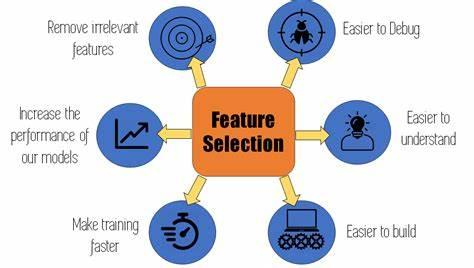 Remove irrelevant
features
Easier to Debug
Increase the
performance of
our models
Feature
Selection
Easier to
understand
Make training
faster
Easier to build